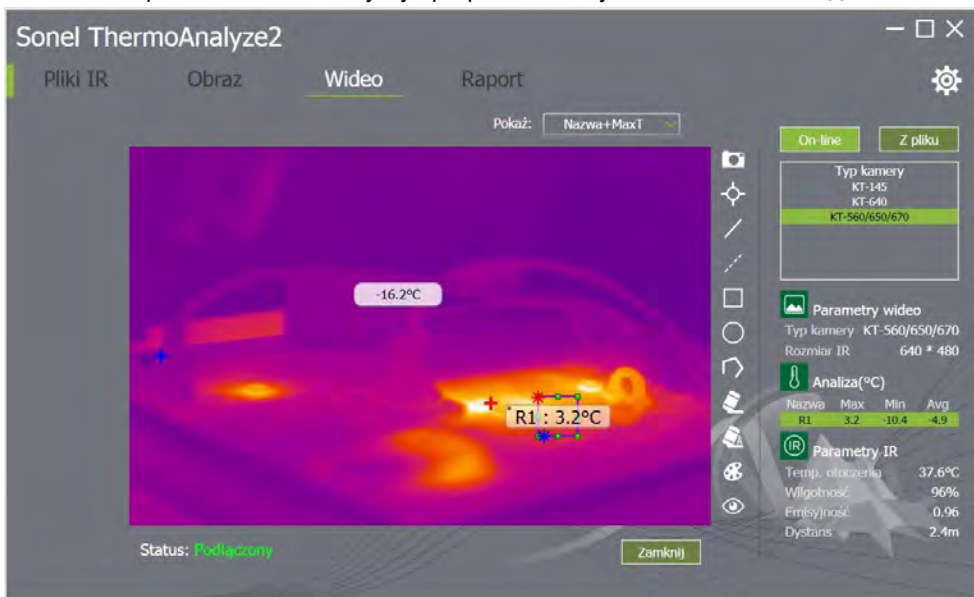 Sonel ThermoAnalyze2
Pliki IR Obraz Wideo Raport
Pokaż: Nazwa+MaxT
On-line Z pliku
Typ kamery
KT-145
KT-640
KT-560/650/670
-16.2°C
R1 : 3.2°C
Parametry wideo
Typ kamery KT-560/650/670
Rozmiar IR 640 * 480
Analiza(°C)
Nazwa Max Min Avg
R1 3.2 -10.4 -4.9
IR Parametry IR
Temp. otoczenia 37.6°C
Wilgotność 96%
Emisyjność 0.96
Dystans 2.4m
Status: Podłączony
Zamknij